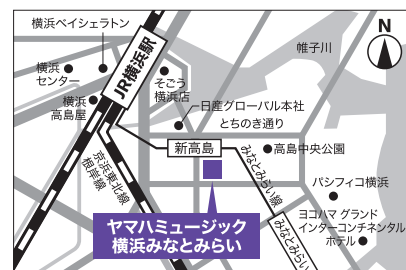 横浜ベイシェラトン
N
帷子川
JR横浜駅
横浜
センター
そごう
横浜店
横浜
高島屋
日産グローバル本社
とちのき通り
新高島
高島中央公園
京浜東北線
根岸線
みなとみらい線
パシフィコ横浜
ヤマハミュージック
横浜みなとみらい
ヨコハマ グランド
インターコンチネンタル
ホテル
みなとみらい